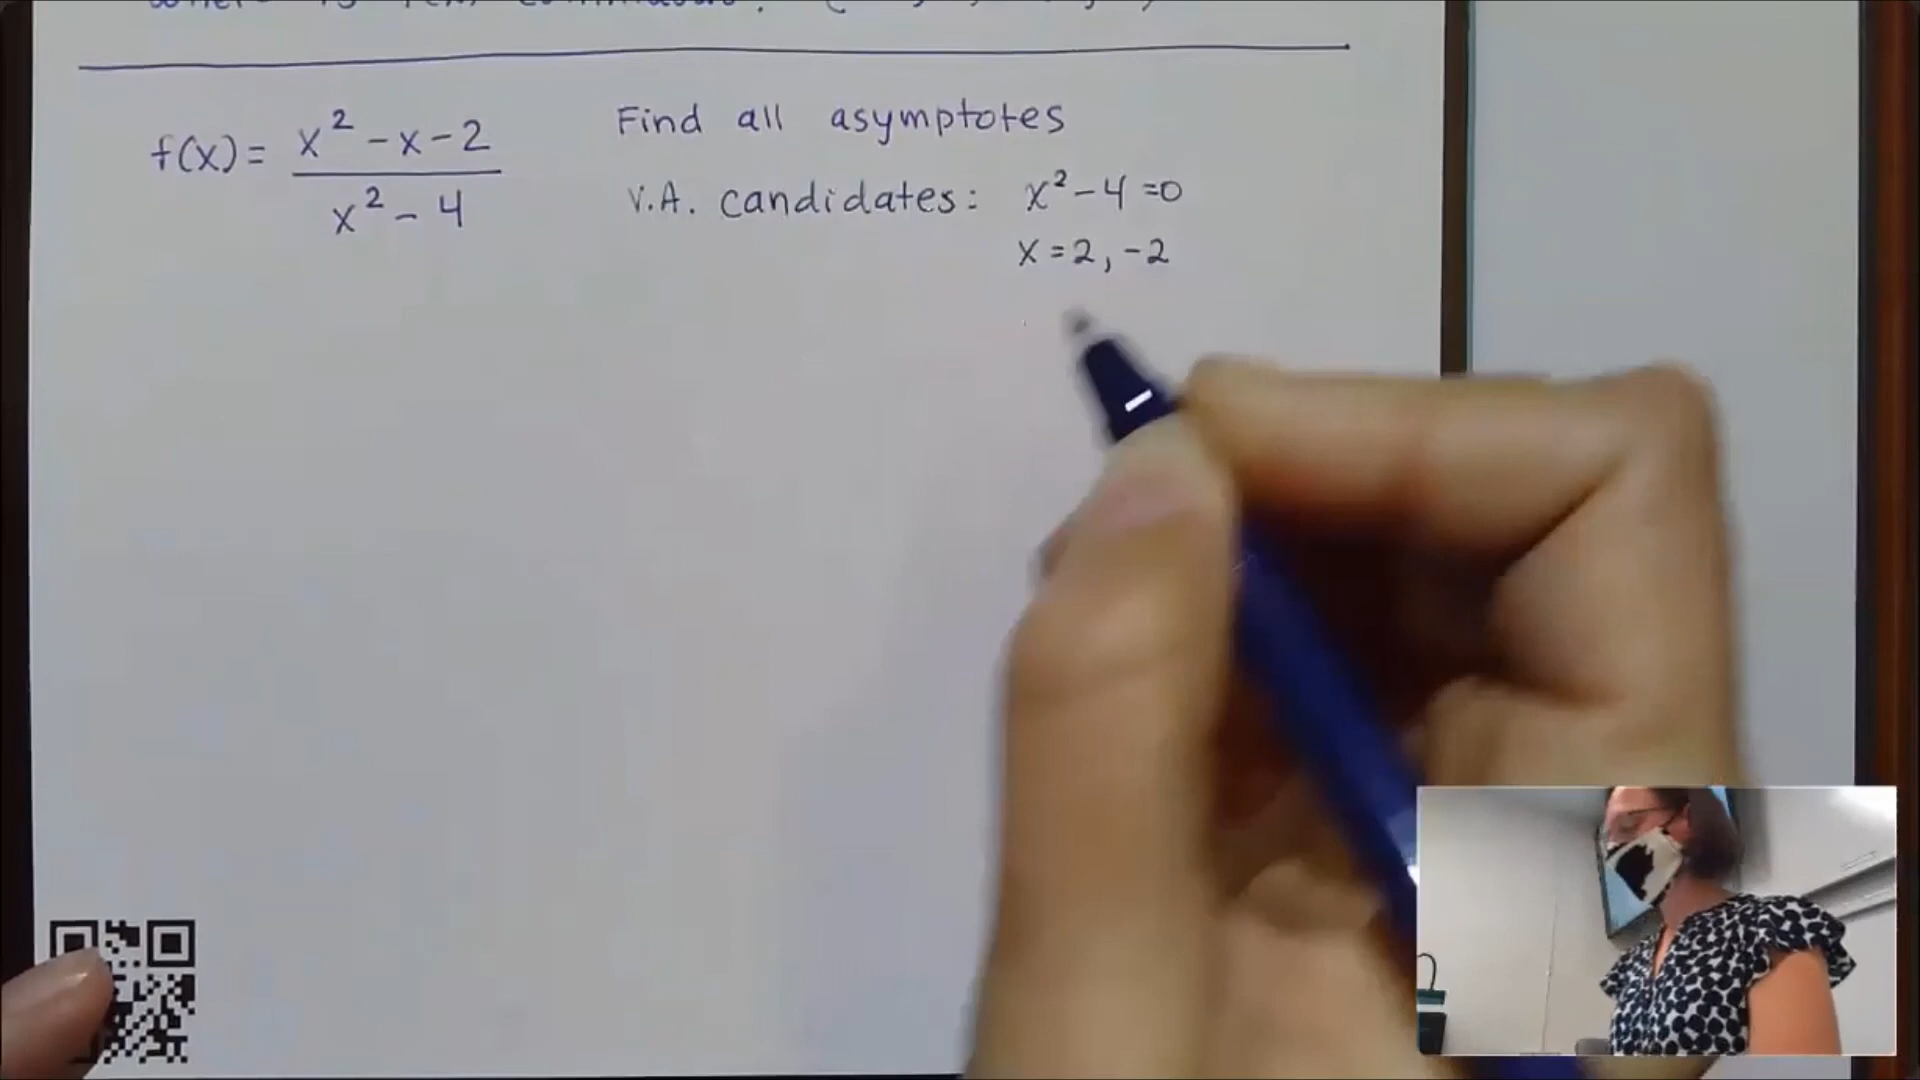 f(x) = x² - x - 2 / x² - 4
Find all asymptotes
V.A. candidates: x² - 4 = 0
x = 2, -2